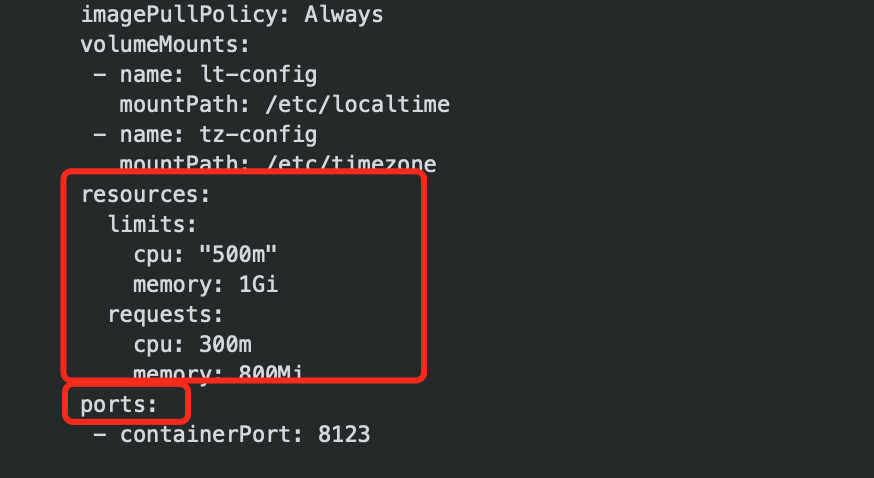 imagePullPolicy: Always
volumeMounts:
- name: lt-config
mountPath: /etc/localtime
- name: tz-config
mountPath: /etc/timezone
resources:
limits:
cpu: "500m"
memory: 1Gi
requests:
cpu: 300m
memory: 800Mi
ports:
- containerPort: 8123